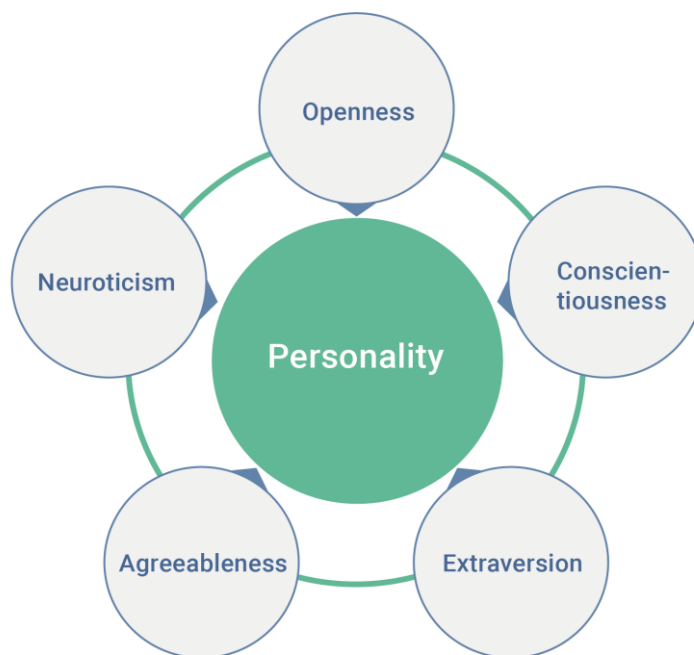 Openness
Conscien-
tiousness
Extraversion
Agreeableness
Neuroticism
Personality